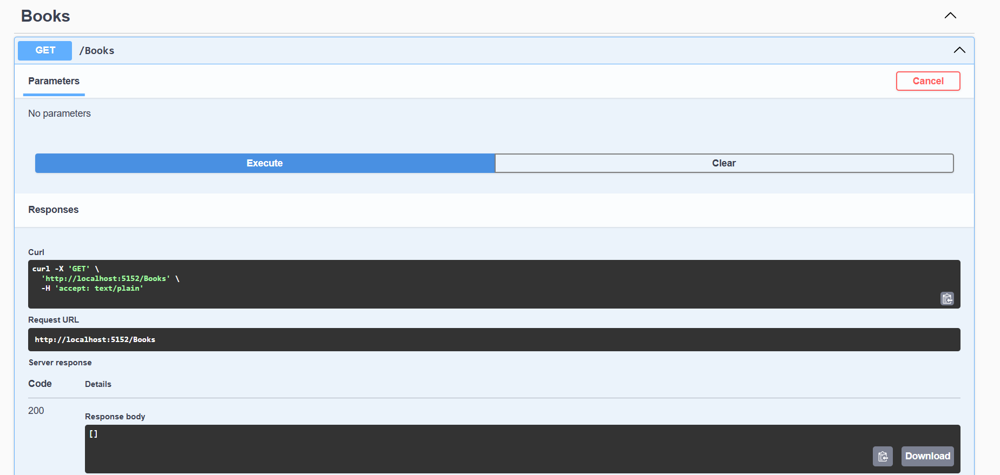 Books
GET /Books
Parameters
Cancel
No parameters
Execute
Clear
Responses
Curl
curl -X 'GET' \
  'http://localhost:5152/Books' \
  -H 'accept: text/plain'
Request URL
http://localhost:5152/Books
Server response
Code Details
200
Response body
[]
Download